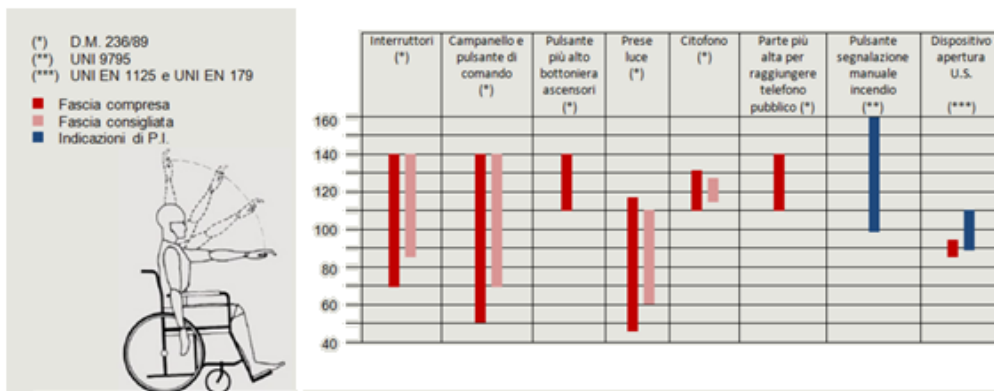 (*) D.M. 236/89
(**) UNI 9795
(***) UNI EN 1125 e UNI EN 179
Fascia compresa
Fascia consigliata
Indicazioni di P.I.
Interruttori
(*)
Campanello e
pulsante di
comando
(*)
Pulsante
più alto
bottoniera
ascensori
(*)
Prese
luce
(*)
Citofono
(*)
Parte più
alta per
raggiungere
telefono
pubblico (*)
Pulsante
segnalazione
manuale
incendio
(**)
Dispositivo
apertura
U.S.
(***)
160
140
120
100
80
60
40